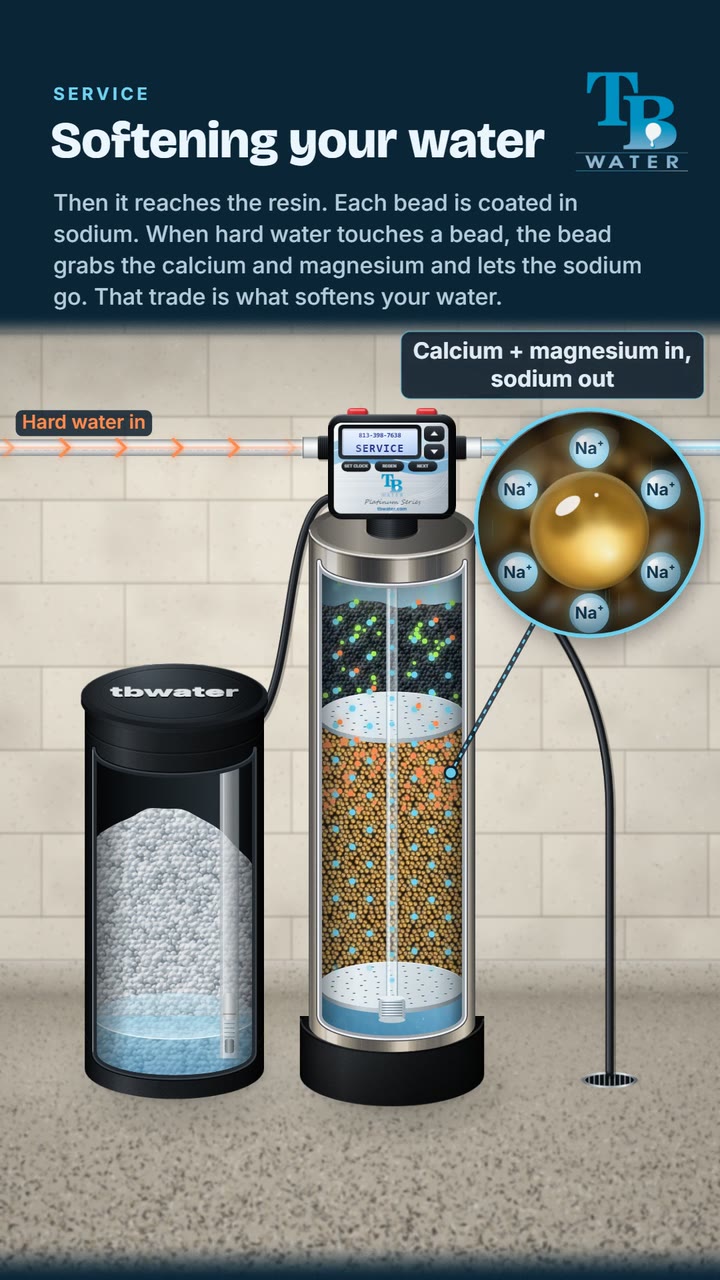 SERVICE
Softening your water
TB
WATER
Then it reaches the resin. Each bead is coated in
sodium. When hard water touches a bead, the bead
grabs the calcium and magnesium and lets the sodium
go. That trade is what softens your water.
Calcium + magnesium in,
sodium out
Hard water in
813-398-7638
SERVICE
SET CLOCK REGEN NEXT
TB
WATER
Platinum Series
tbwater.com
Na⁺
Na⁺ Na⁺
Na⁺ Na⁺
Na⁺
tbwater